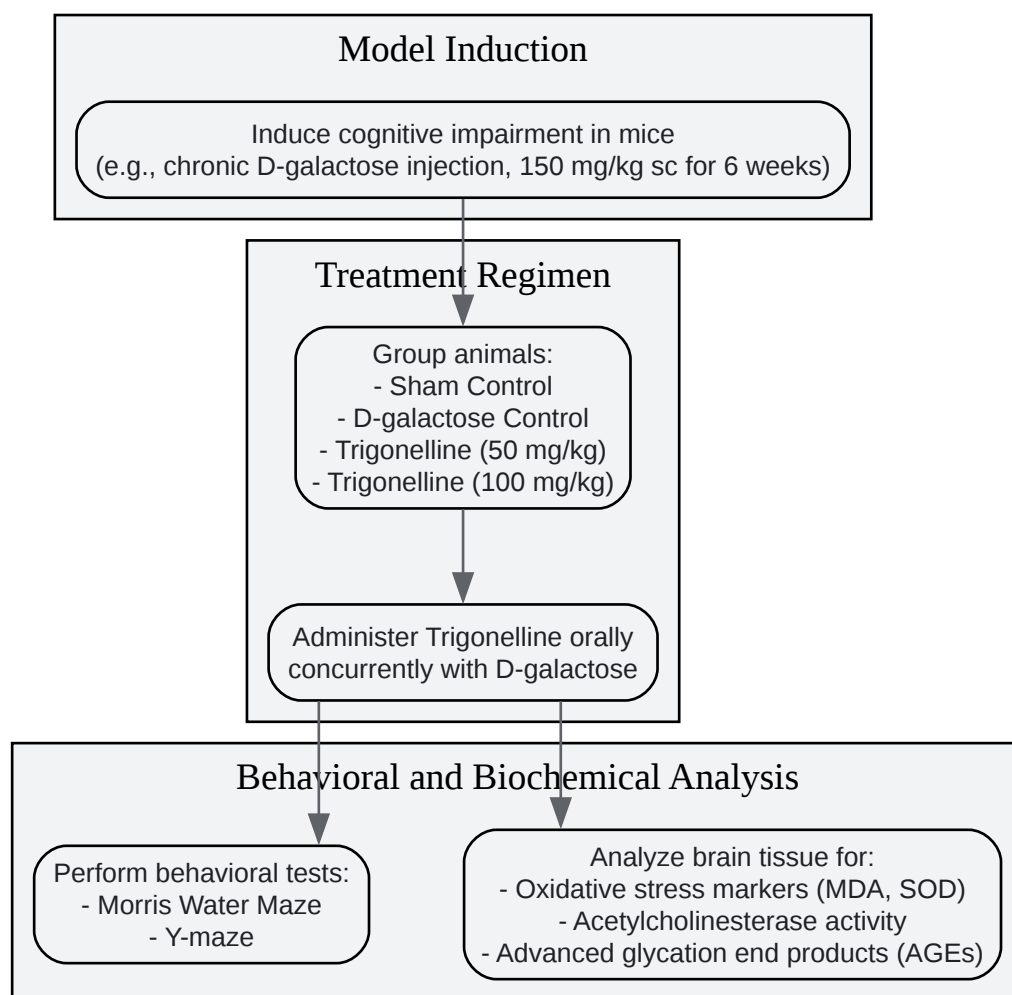 Model Induction
Induce cognitive impairment in mice
(e.g., chronic D-galactose injection, 150 mg/kg sc for 6 weeks)
Treatment Regimen
Group animals:
- Sham Control
- D-galactose Control
- Trigonelline (50 mg/kg)
- Trigonelline (100 mg/kg)
Administer Trigonelline orally
concurrently with D-galactose
Behavioral and Biochemical Analysis
Perform behavioral tests:
- Morris Water Maze
- Y-maze
Analyze brain tissue for:
- Oxidative stress markers (MDA, SOD)
- Acetylcholinesterase activity
- Advanced glycation end products (AGEs)